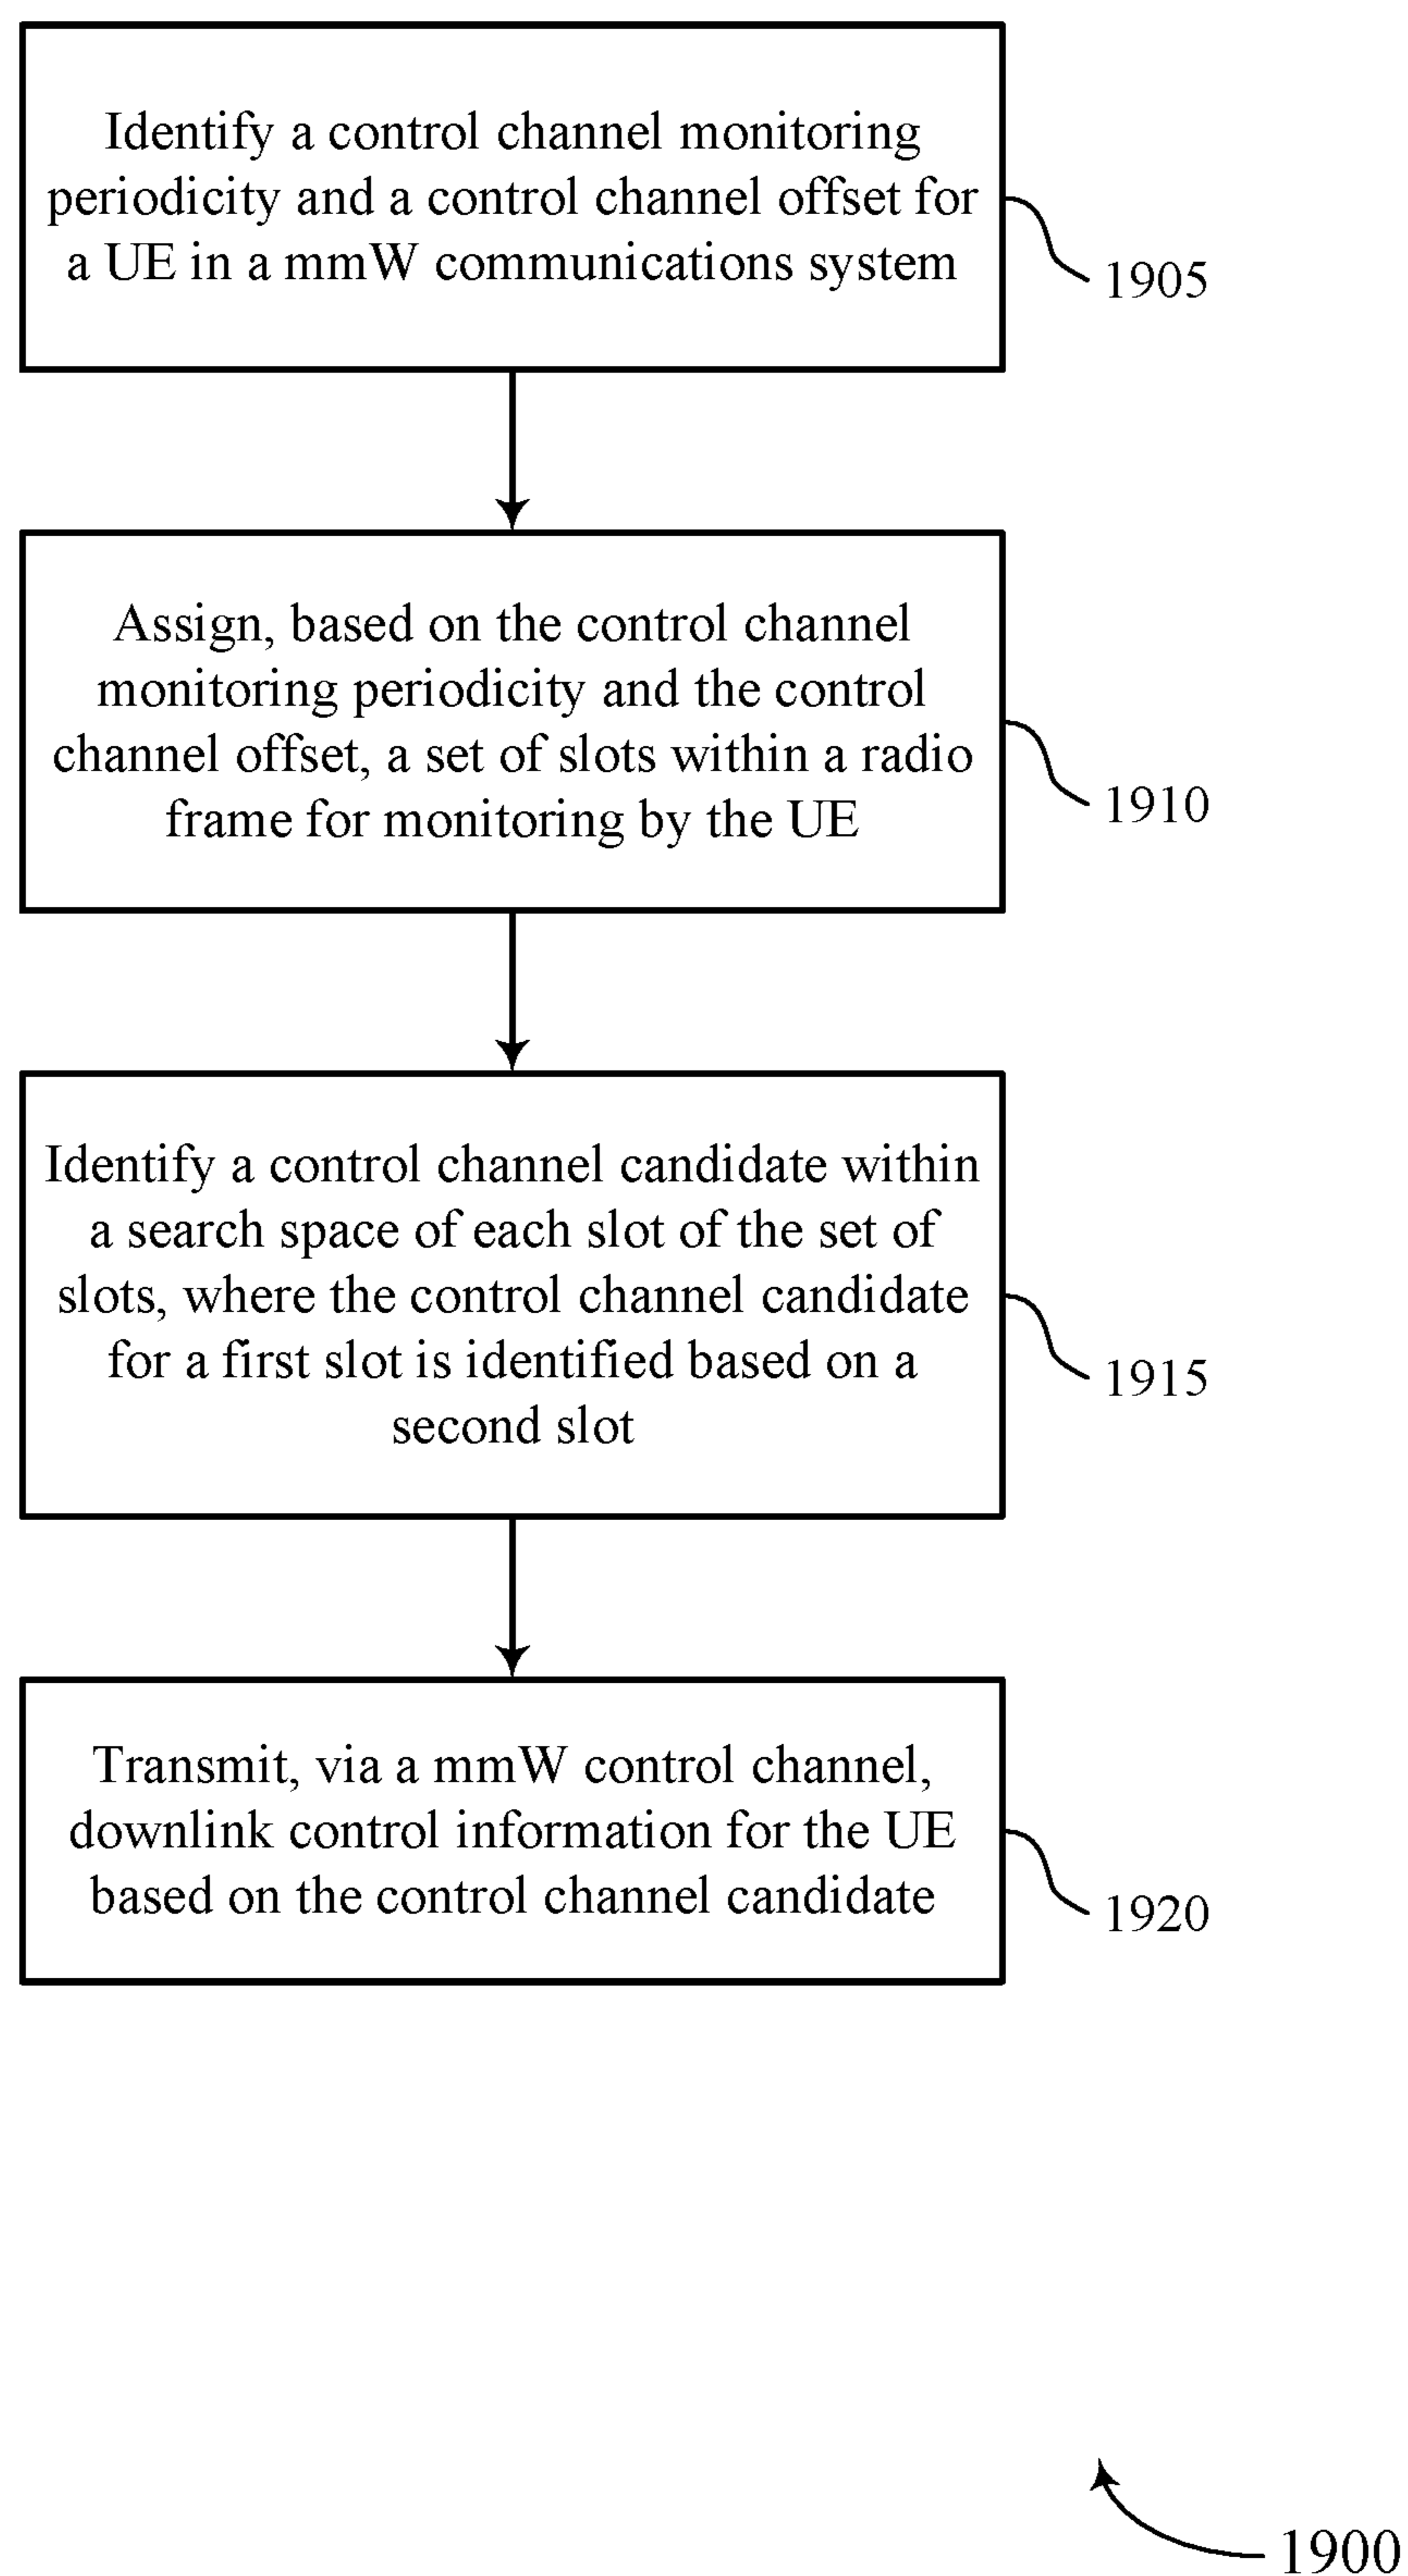 Identify a control channel monitoring
periodicity and a control channel offset for
a UE in a mmW communications system
1905
Assign, based on the control channel
monitoring periodicity and the control
channel offset, a set of slots within a radio
frame for monitoring by the UE
1910
Identify a control channel candidate within
a search space of each slot of the set of
slots, where the control channel candidate
for a first slot is identified based on a
second slot
1915
Transmit, via a mmW control channel,
downlink control information for the UE
based on the control channel candidate
1920
1900